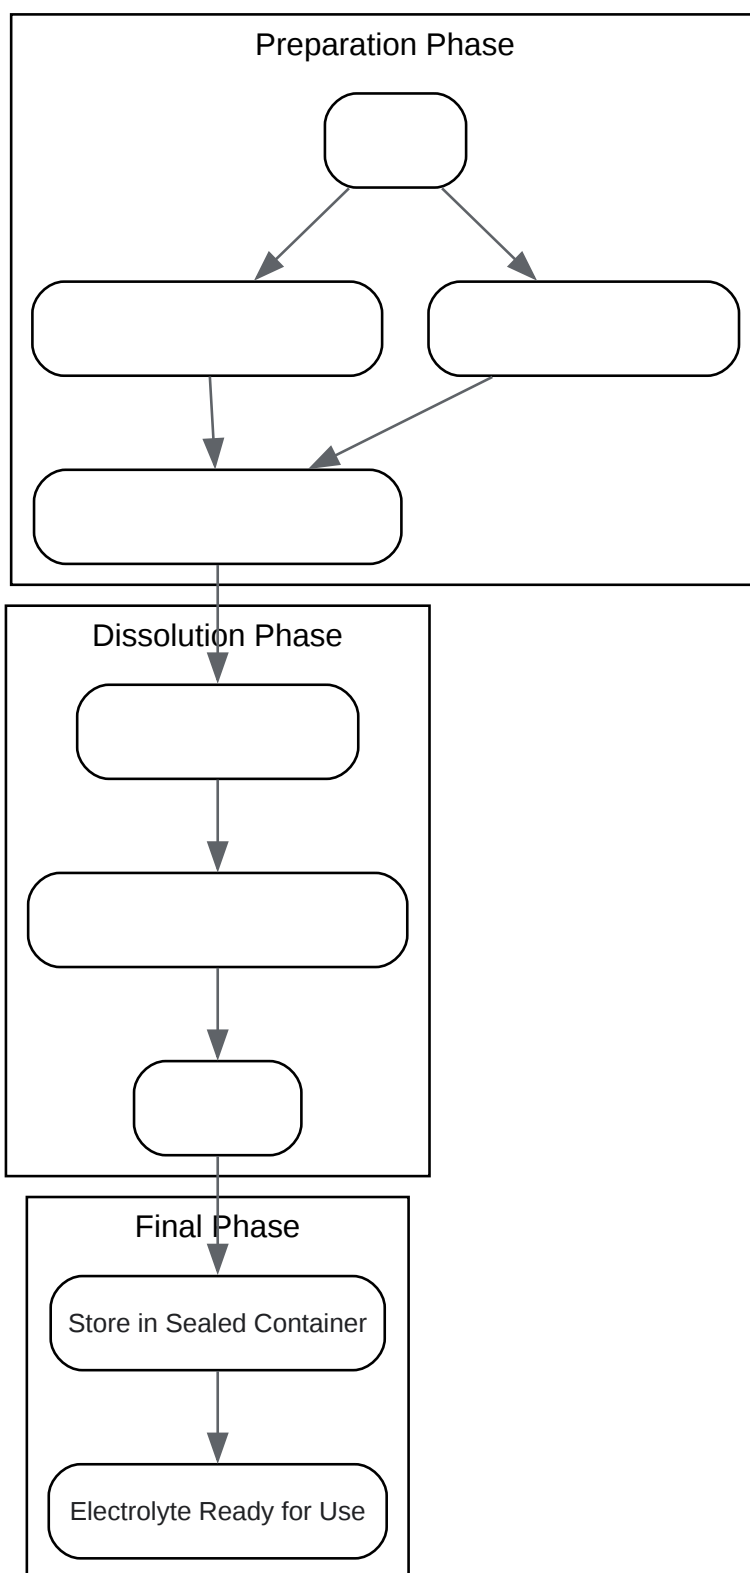 Preparation Phase
Dissolution Phase
Final Phase
Store in Sealed Container
Electrolyte Ready for Use